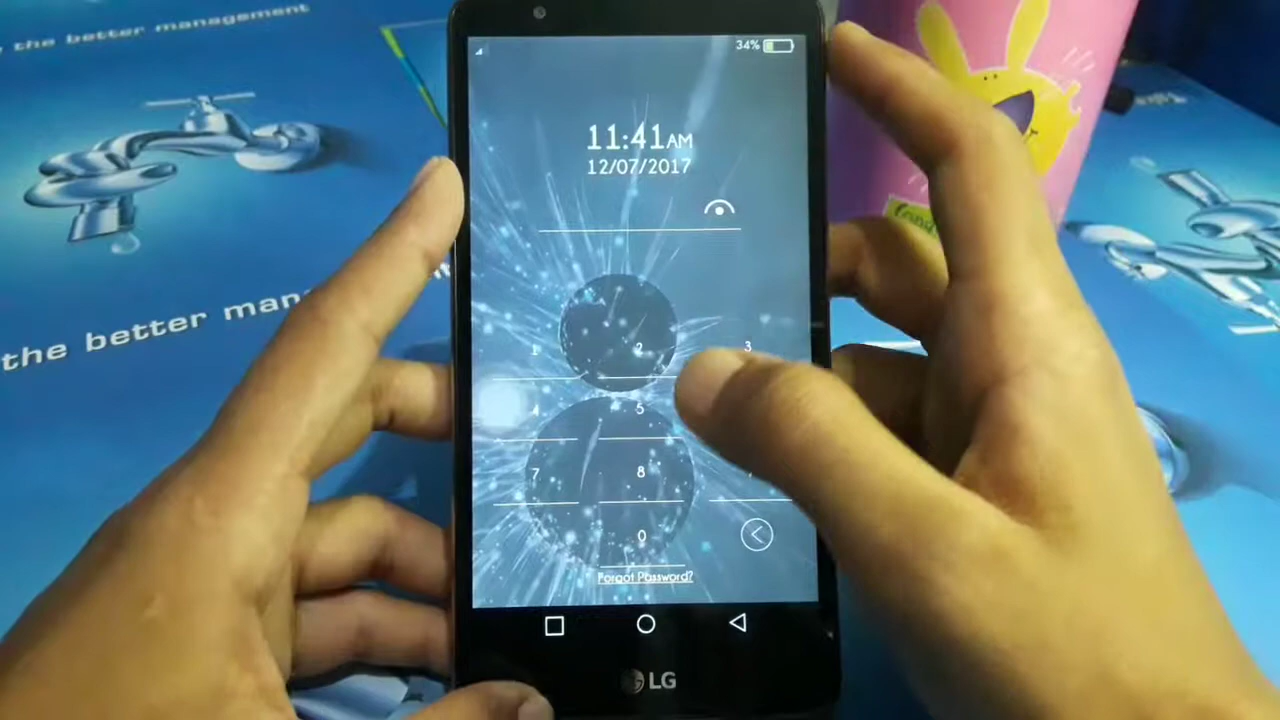 the better management
34%
11:41AM
12/07/2017
the better man
1 2 3
4 5
7 8
0
Forgot Password?
LG